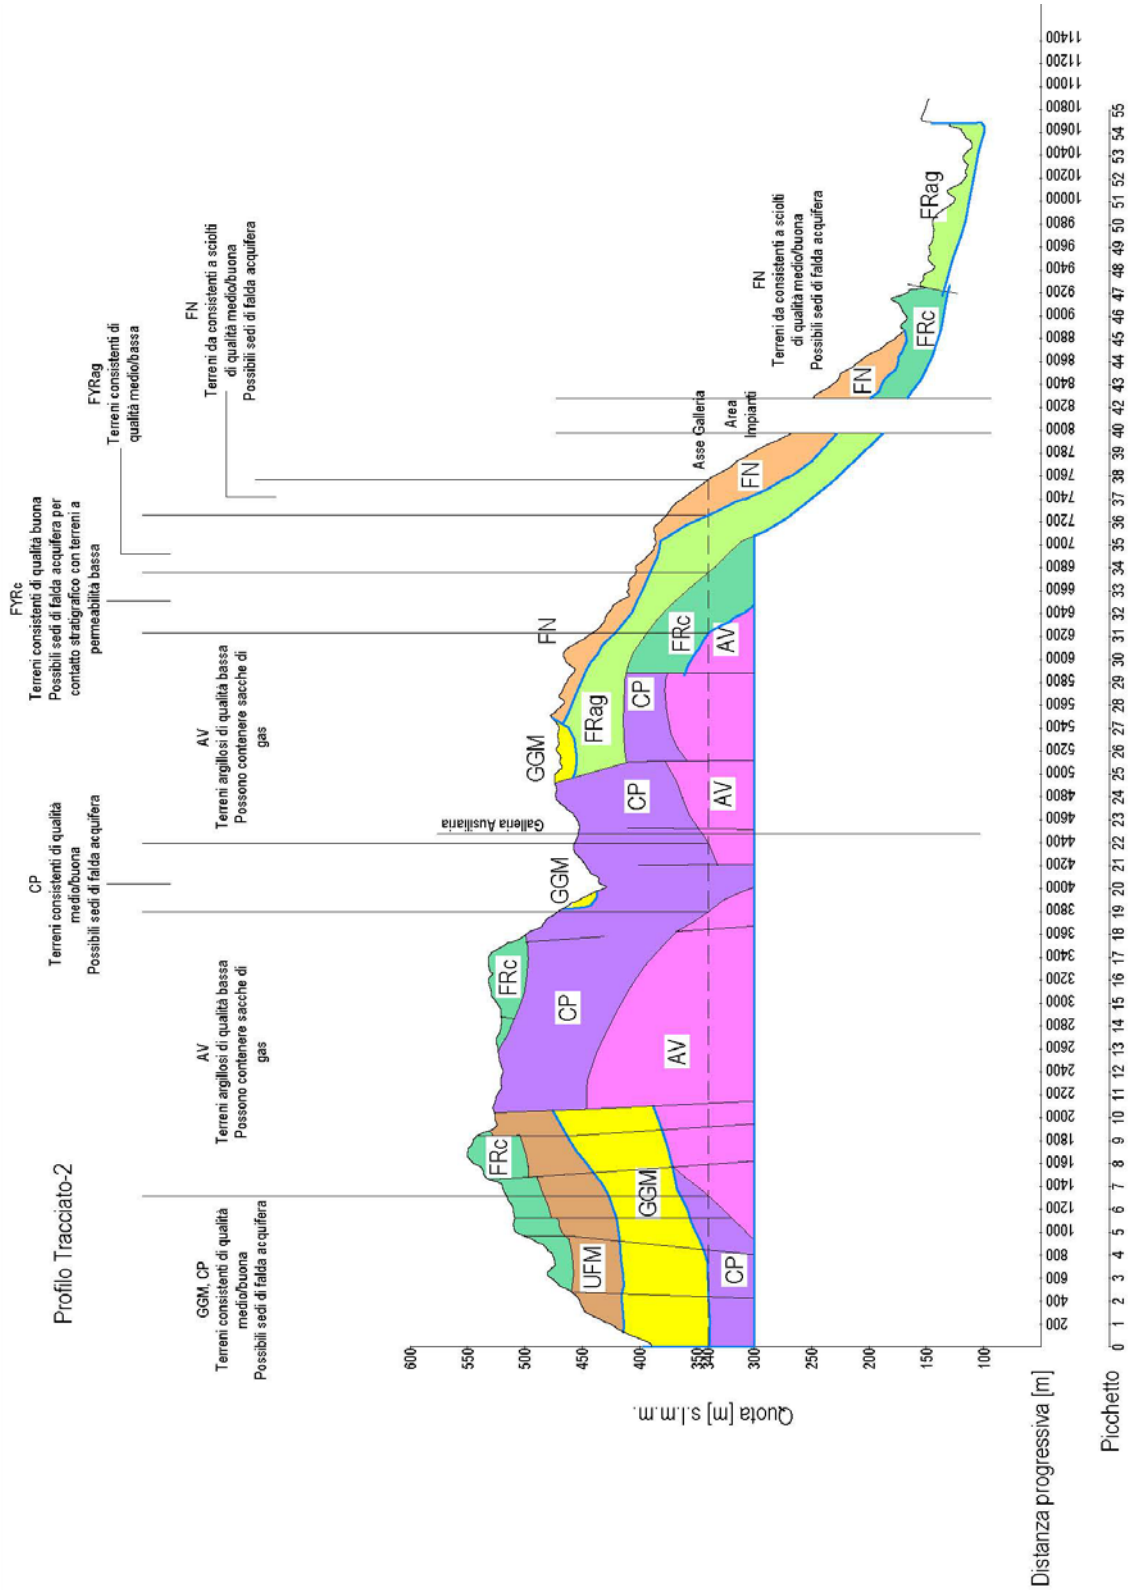 Profilo Tracciato-2
GGM, CP
Terreni consistenti di qualità
medio/buona
Possibili sedi di falda acquifera
AV
Terreni argillosi di qualità bassa
Possono contenere sacche di
gas
CP
Terreni consistenti di qualità
medio/buona
Possibili sedi di falda acquifera
AV
Terreni argillosi di qualità bassa
Possono contenere sacche di
gas
FYRc
Terreni consistenti di qualità buona
Possibili sedi di falda acquifera per
contatto stratigrafico con terreni a
permeabilità bassa
FYRag
Terreni consistenti di
qualità medio/bassa
FN
Terreni da consistenti a sciolti
di qualità medio/buona
Possibili sedi di falda acquifera
FN
Terreni da consistenti a sciolti
di qualità medio/buona
Possibili sedi di falda acquifera
Galleria Ausiliaria
Asse Galleria
Area
Impianti
UFM
FRc
GGM
CP
AV
CP
FRc
GGM
CP
AV
GGM
FRag
CP
FRc
AV
FN
FN
FN
FRc
FRag
Quota [m] s.l.m.m.
600
550
500
450
400
350
340
300
250
200
150
100
Distanza progressiva [m]
200 400 600 800 1000 1200 1400 1600 1800 2000 2200 2400 2600 2800 3000 3200 3400 3600 3800 4000 4200 4400 4600 4800 5000 5200 5400 5600 5800 6000 6200 6400 6600 6800 7000 7200 7400 7600 7800 8000 8200 8400 8600 8800 9000 9200 9400 9600 9800 10000 10200 10400 10600 10800 11000 11200 11400
Picchetto
0 1 2 3 4 5 6 7 8 9 10 11 12 13 14 15 16 17 18 19 20 21 22 23 24 25 26 27 28 29 30 31 32 33 34 35 36 37 38 39 40 42 43 44 45 46 47 48 49 50 51 52 53 54 55